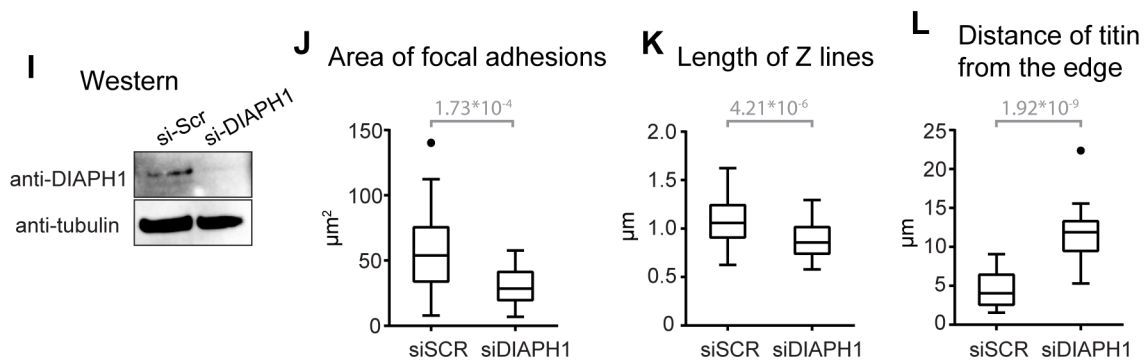 I
Western
si-Scr
si-DIAPH1
anti-DIAPH1
anti-tubulin
J
Area of focal adhesions
1.73*10-4
150
100
50
0
µm2
siSCR
siDIAPH1
K
Length of Z lines
4.21*10-6
2.0
1.5
1.0
0.5
0
µm
siSCR
siDIAPH1
L
Distance of titin
from the edge
1.92*10-9
25
20
15
10
5
0
µm
siSCR
siDIAPH1